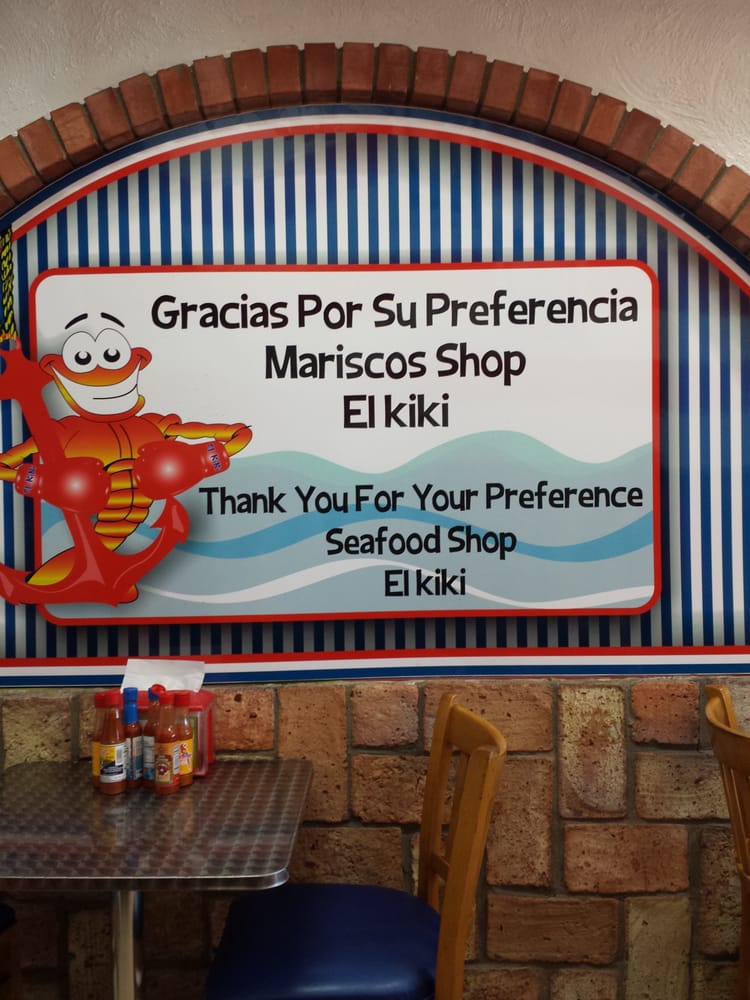 Gracias Por Su Preferencia
Mariscos Shop
El kiki
Thank You For Your Preference
Seafood Shop
El kiki